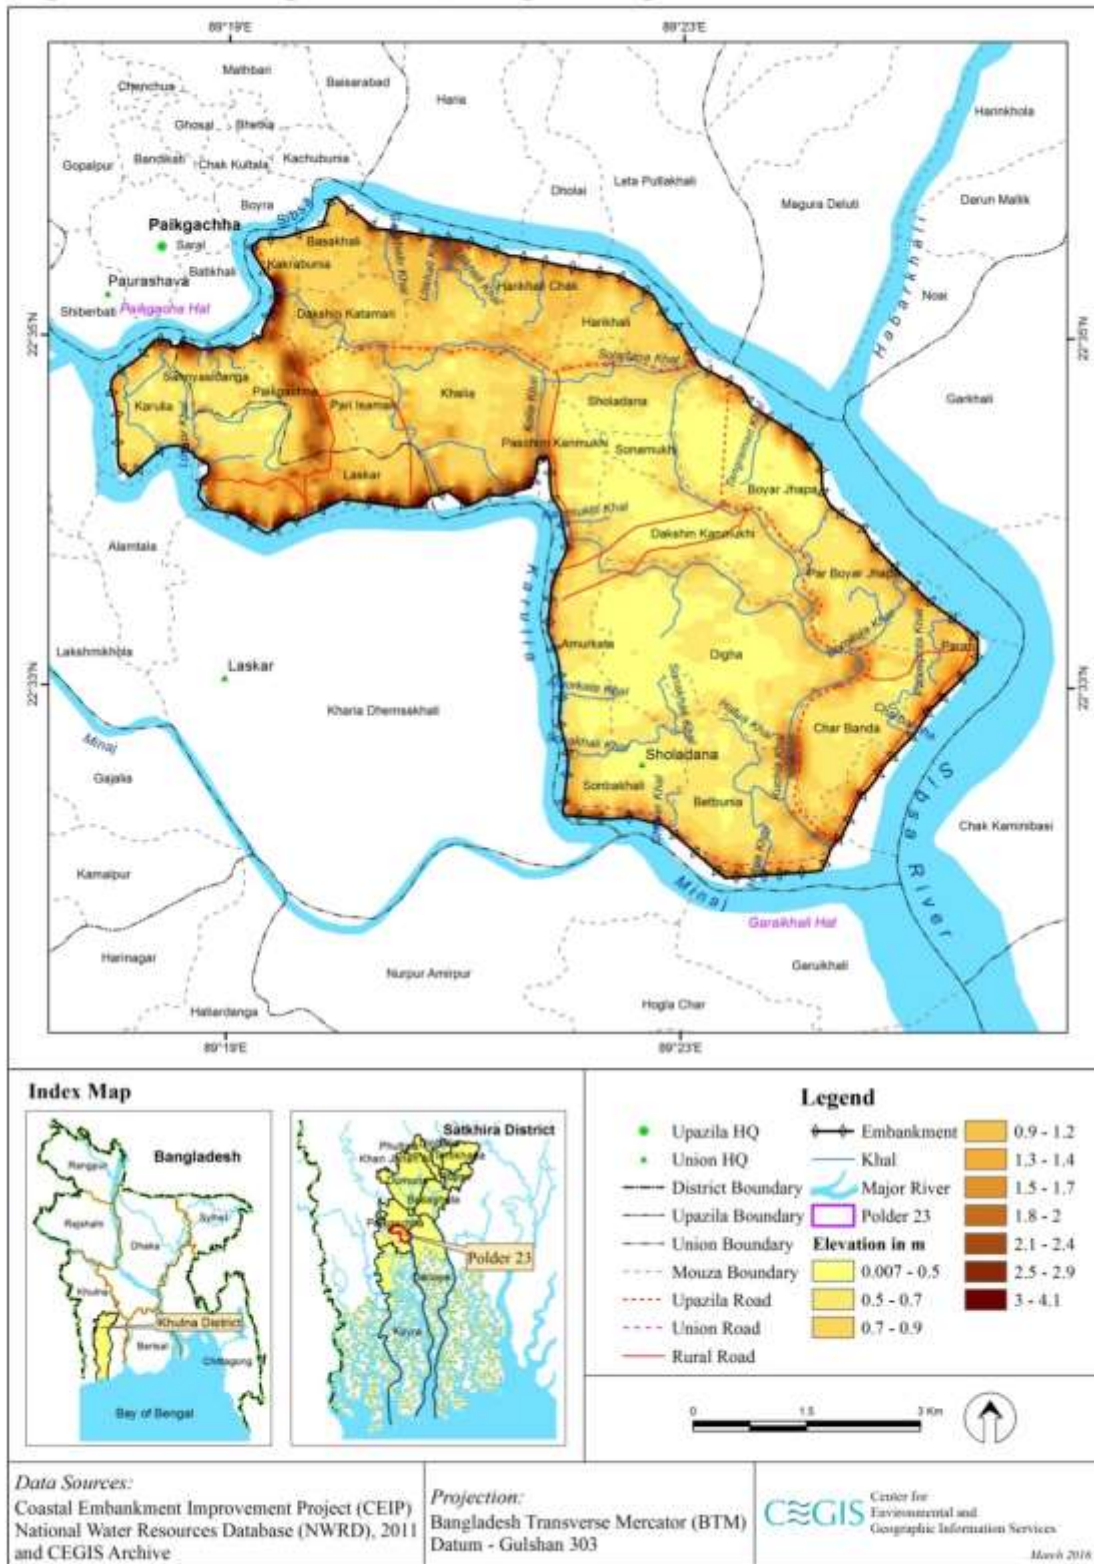 89°19'E
89°23'E
Mathbari
Chenchua
Baisarabad
Haria
Harinkhola
Ghosal
Bhetka
Gopalpur
Bandikati
Chak Kultala
Kachubunia
Dholai
Leta Putlakhali
Darun Mallik
Boyra
Magura Deluti
Sibsa
Paikgachha
Saral
Basakhali
Batikhali
Kakrabunia
Paurashava
Harikhali Chak
Noai
Shiberbati
Paikgacha Hat
Dakshin Katamari
Harikhali
Habarkhali
22°35'N
22°35'N
Garkhali
Karulia
Paikgachha
Khalia
Sholadana
Paschim Kanmukhi
Sonamukhi
Laskar
Boyar Jhapa
Dakshin Kanmukhi
Alamtala
Par Boyar Jhapa
Karulia
Amurkata
Digha
Lakshmikhola
Laskar
22°33'N
22°33'N
Kharia Dhemsakhali
Char Banda
Minaj
Sholadana
Gajalia
Sonbakhali
Betbunia
Sibsa River
Chak Kaminibasi
Kamalpur
Minaj
Garaikhali Hat
Harinagar
Nurpur Amirpur
Garuikhali
Hogla Char
Hatiardanga
89°19'E
89°23'E
Index Map
Bangladesh
Rangpur
Rajshahi
Sylhet
Dhaka
Khulna
Khulna District
Barisal
Chittagong
Bay of Bengal
Satkhira District
Polder 23
Koyra
Legend
Upazila HQ
Union HQ
District Boundary
Upazila Boundary
Union Boundary
Mouza Boundary
Upazila Road
Union Road
Rural Road
Embankment
Khal
Major River
Polder 23
Elevation in m
0.007 - 0.5
0.5 - 0.7
0.7 - 0.9
0.9 - 1.2
1.3 - 1.4
1.5 - 1.7
1.8 - 2
2.1 - 2.4
2.5 - 2.9
3 - 4.1
0 1.5 3 Km
Data Sources:
Coastal Embankment Improvement Project (CEIP)
National Water Resources Database (NWRD), 2011
and CEGIS Archive
Projection:
Bangladesh Transverse Mercator (BTM)
Datum - Gulshan 303
CEGIS
Center for
Environmental and
Geographic Information Services
March 2016